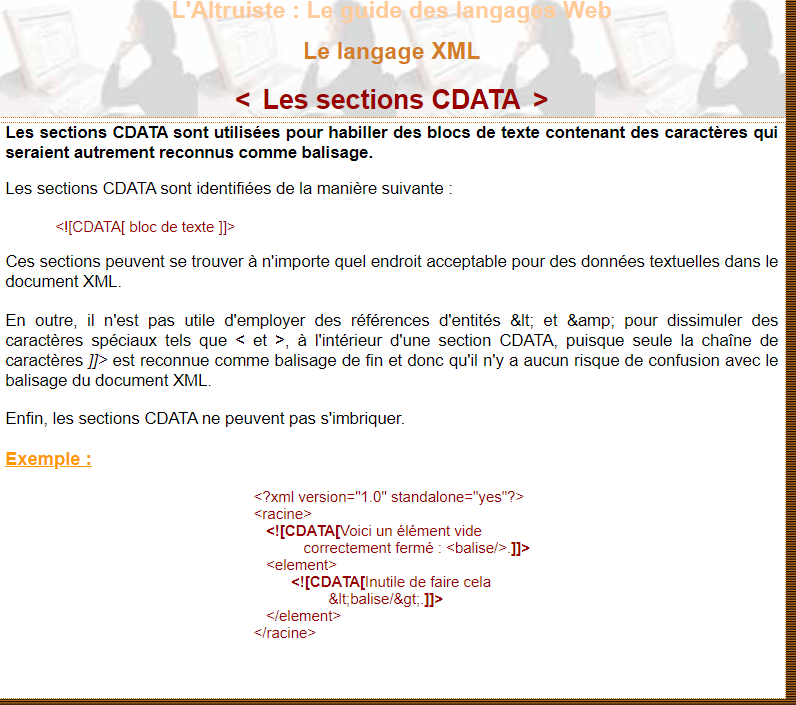 L'Altruiste : Le guide des langages Web
Le langage XML
< Les sections CDATA >
Les sections CDATA sont utilisées pour habiller des blocs de texte contenant des caractères qui
seraient autrement reconnus comme balisage.
Les sections CDATA sont identifiées de la manière suivante :
<![CDATA[ bloc de texte ]]>
Ces sections peuvent se trouver à n'importe quel endroit acceptable pour des données textuelles dans le
document XML.
En outre, il n'est pas utile d'employer des références d'entités &lt; et &amp; pour dissimuler des
caractères spéciaux tels que < et >, à l'intérieur d'une section CDATA, puisque seule la chaîne de
caractères ]]> est reconnue comme balisage de fin et donc qu'il n'y a aucun risque de confusion avec le
balisage du document XML.
Enfin, les sections CDATA ne peuvent pas s'imbriquer.
Exemple :
<?xml version="1.0" standalone="yes"?>
<racine>
<![CDATA[Voici un élément vide
correctement fermé : <balise/>.]]>
<element>
<![CDATA[Inutile de faire cela
&lt;balise/&gt;.]]>
</element>
</racine>